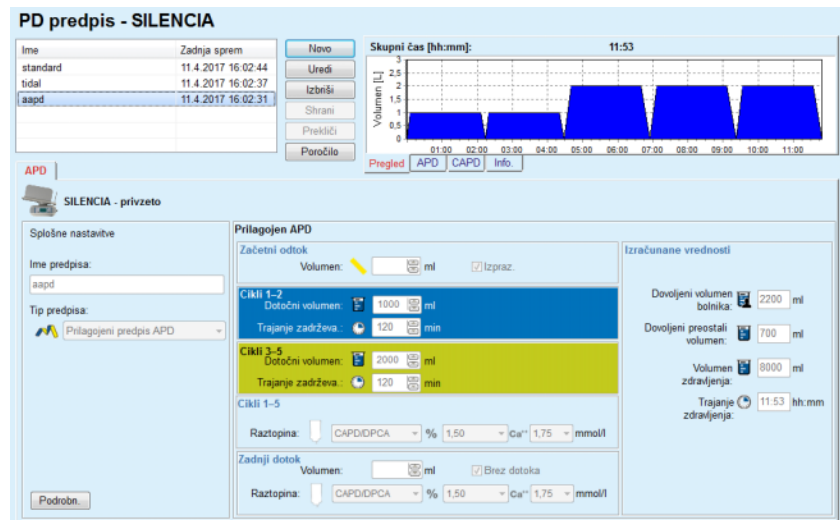 PD predpis - SILENCIA
Ime Zadnja sprem
standard 11.4.2017 16:02:44
tidal 11.4.2017 16:02:37
aapd 11.4.2017 16:02:31
Novo
Uredi
Izbriši
Shrani
Prekliči
Poročilo
Skupni čas [hh:mm]: 11:53
Volumen [L]
3
2,5
2
1,5
1
0,5
0
01:00 02:00 03:00 04:00 05:00 06:00 07:00 08:00 09:00 10:00 11:00
Pregled APD CAPD Info.
APD
SILENCIA - privzeto
Splošne nastavitve
Ime predpisa:
aapd
Tip predpisa:
Prilagojeni predpis APD
Podrobn.
Prilagojen APD
Začetni odtok
Volumen: ml Izpraz.
Cikli 1–2
Dotočni volumen: 1000 ml
Trajanje zadrževa.: 120 min
Cikli 3–5
Dotočni volumen: 2000 ml
Trajanje zadrževa.: 120 min
Cikli 1–5
Raztopina: CAPD/DPCA % 1,50 Ca⁺⁺ 1,75 mmol/l
Zadnji dotok
Volumen: ml Brez dotoka
Raztopina: CAPD/DPCA % 1,50 Ca⁺⁺ 1,75 mmol/l
Izračunane vrednosti
Dovoljeni volumen
bolnika: 2200 ml
Dovoljeni preostali
volumen: 700 ml
Volumen
zdravljenja: 8000 ml
Trajanje
zdravljenja: 11:53 hh:mm